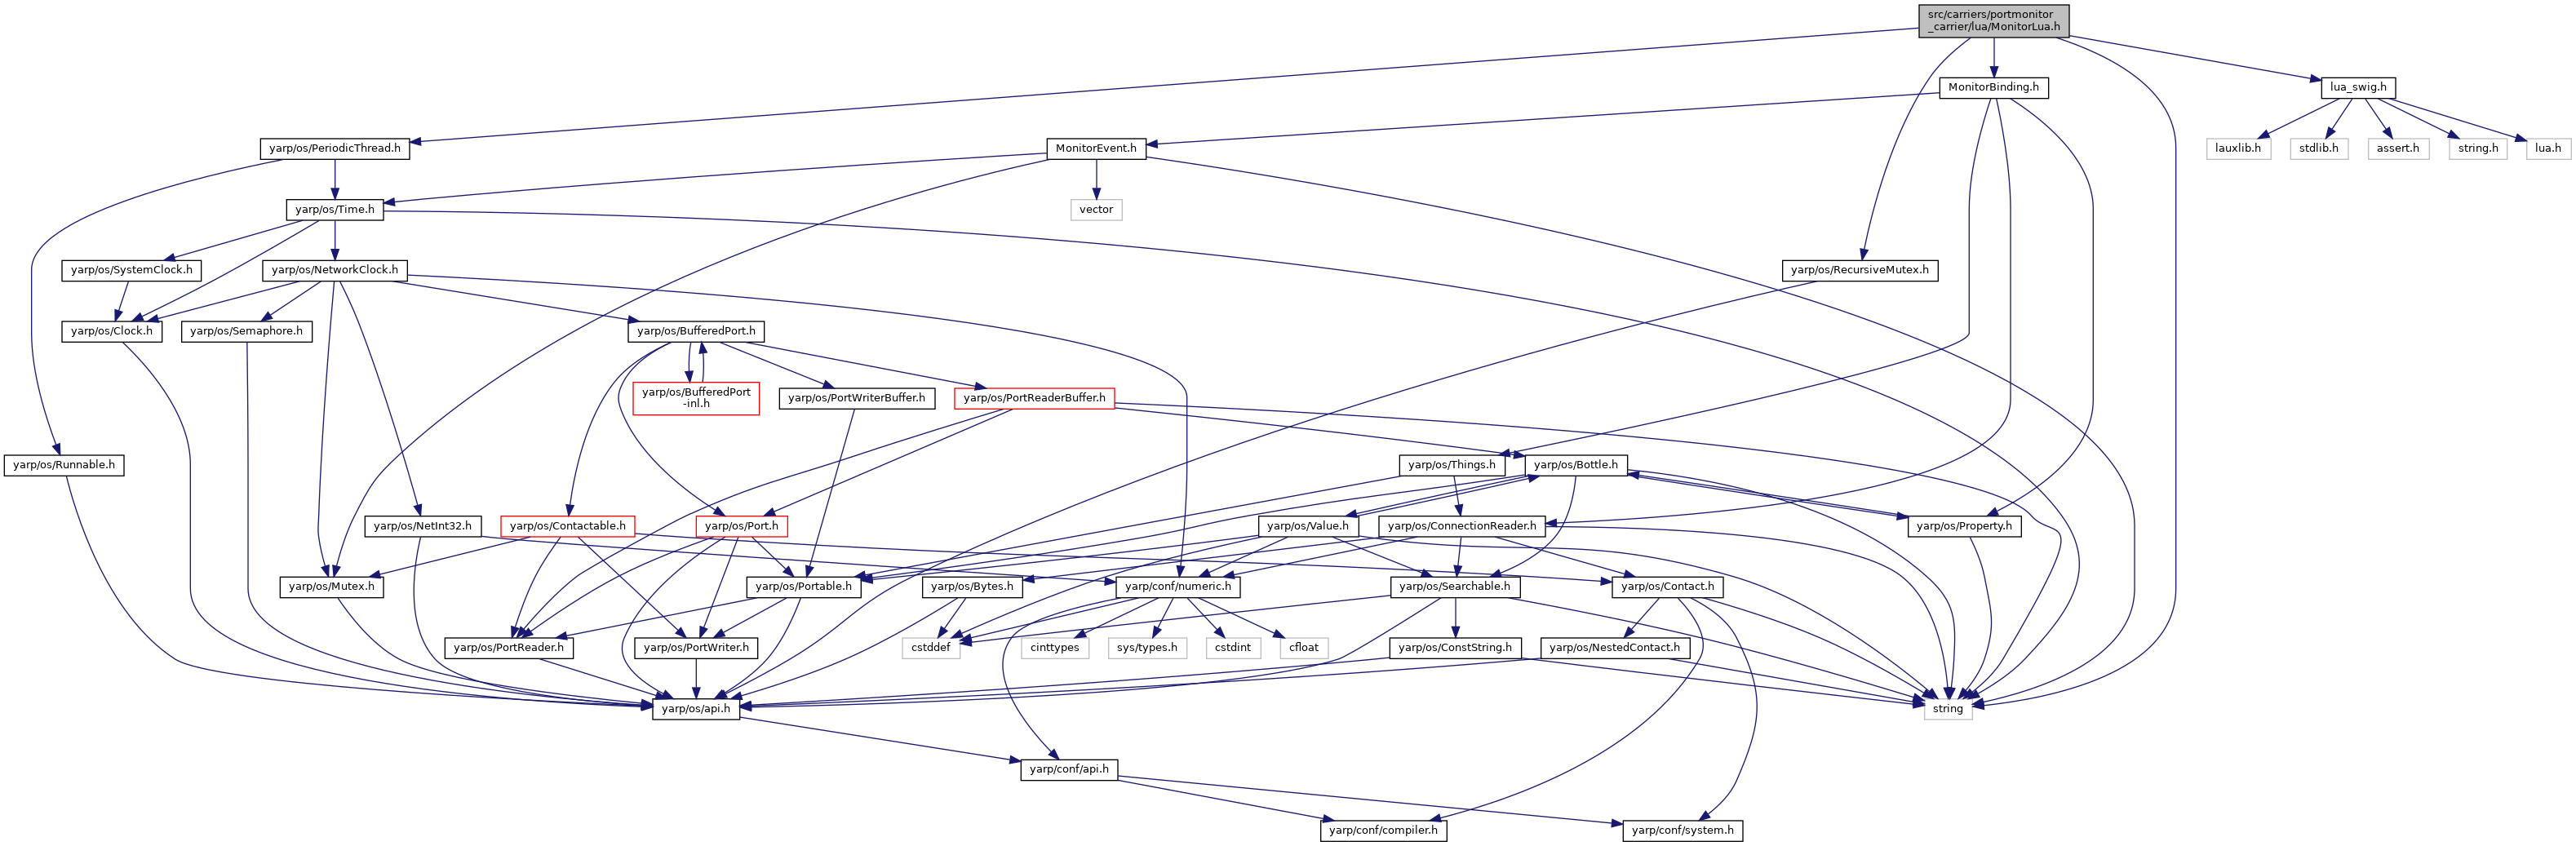 src/carriers/portmonitor
_carrier/lua/MonitorLua.h
MonitorBinding.h
lua_swig.h
yarp/os/PeriodicThread.h
MonitorEvent.h
lauxlib.h
stdlib.h
assert.h
string.h
lua.h
yarp/os/Time.h
vector
yarp/os/SystemClock.h
yarp/os/NetworkClock.h
yarp/os/RecursiveMutex.h
yarp/os/Clock.h
yarp/os/Semaphore.h
yarp/os/BufferedPort.h
yarp/os/BufferedPort
-inl.h
yarp/os/PortWriterBuffer.h
yarp/os/PortReaderBuffer.h
yarp/os/Runnable.h
yarp/os/Things.h
yarp/os/Bottle.h
yarp/os/NetInt32.h
yarp/os/Contactable.h
yarp/os/Port.h
yarp/os/Value.h
yarp/os/ConnectionReader.h
yarp/os/Property.h
yarp/os/Mutex.h
yarp/os/Portable.h
yarp/os/Bytes.h
yarp/conf/numeric.h
yarp/os/Searchable.h
yarp/os/Contact.h
yarp/os/PortReader.h
yarp/os/PortWriter.h
cstddef
cinttypes
sys/types.h
cstdint
cfloat
yarp/os/ConstString.h
yarp/os/NestedContact.h
yarp/os/api.h
string
yarp/conf/api.h
yarp/conf/compiler.h
yarp/conf/system.h